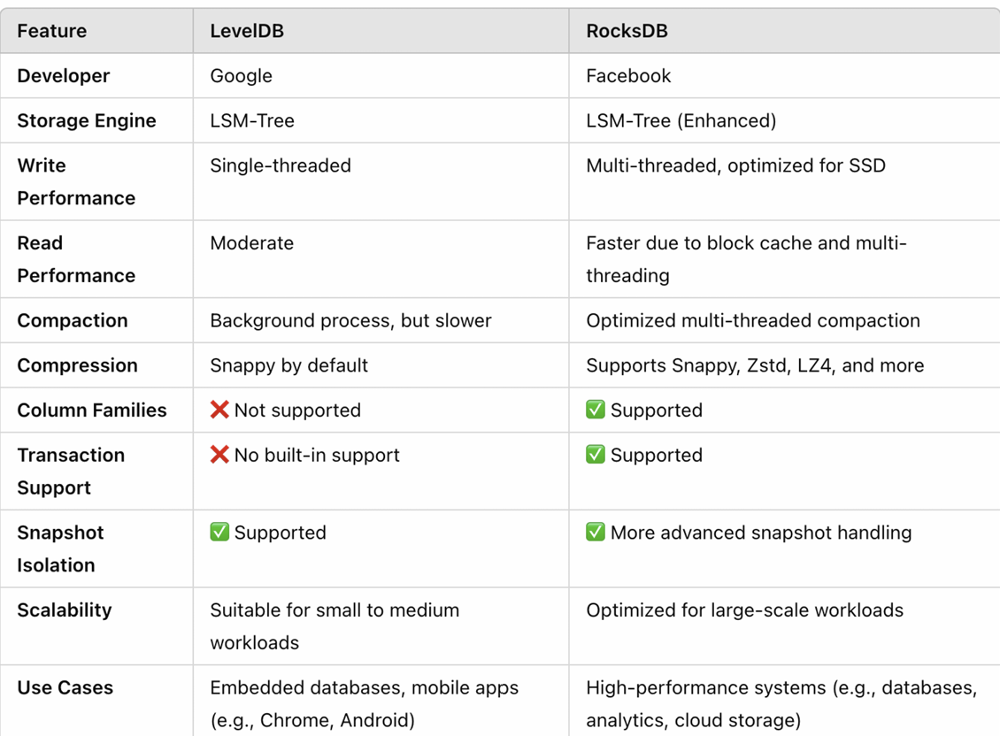 Feature LevelDB RocksDB
Developer Google Facebook
Storage Engine LSM-Tree LSM-Tree (Enhanced)
Write Single-threaded Multi-threaded, optimized for SSD
Performance
Read Moderate Faster due to block cache and multi-
Performance threading
Compaction Background process, but slower Optimized multi-threaded compaction
Compression Snappy by default Supports Snappy, Zstd, LZ4, and more
Column Families ❌ Not supported ✅ Supported
Transaction ❌ No built-in support ✅ Supported
Support
Snapshot ✅ Supported ✅ More advanced snapshot handling
Isolation
Scalability Suitable for small to medium Optimized for large-scale workloads
workloads
Use Cases Embedded databases, mobile apps High-performance systems (e.g., databases,
(e.g., Chrome, Android) analytics, cloud storage)